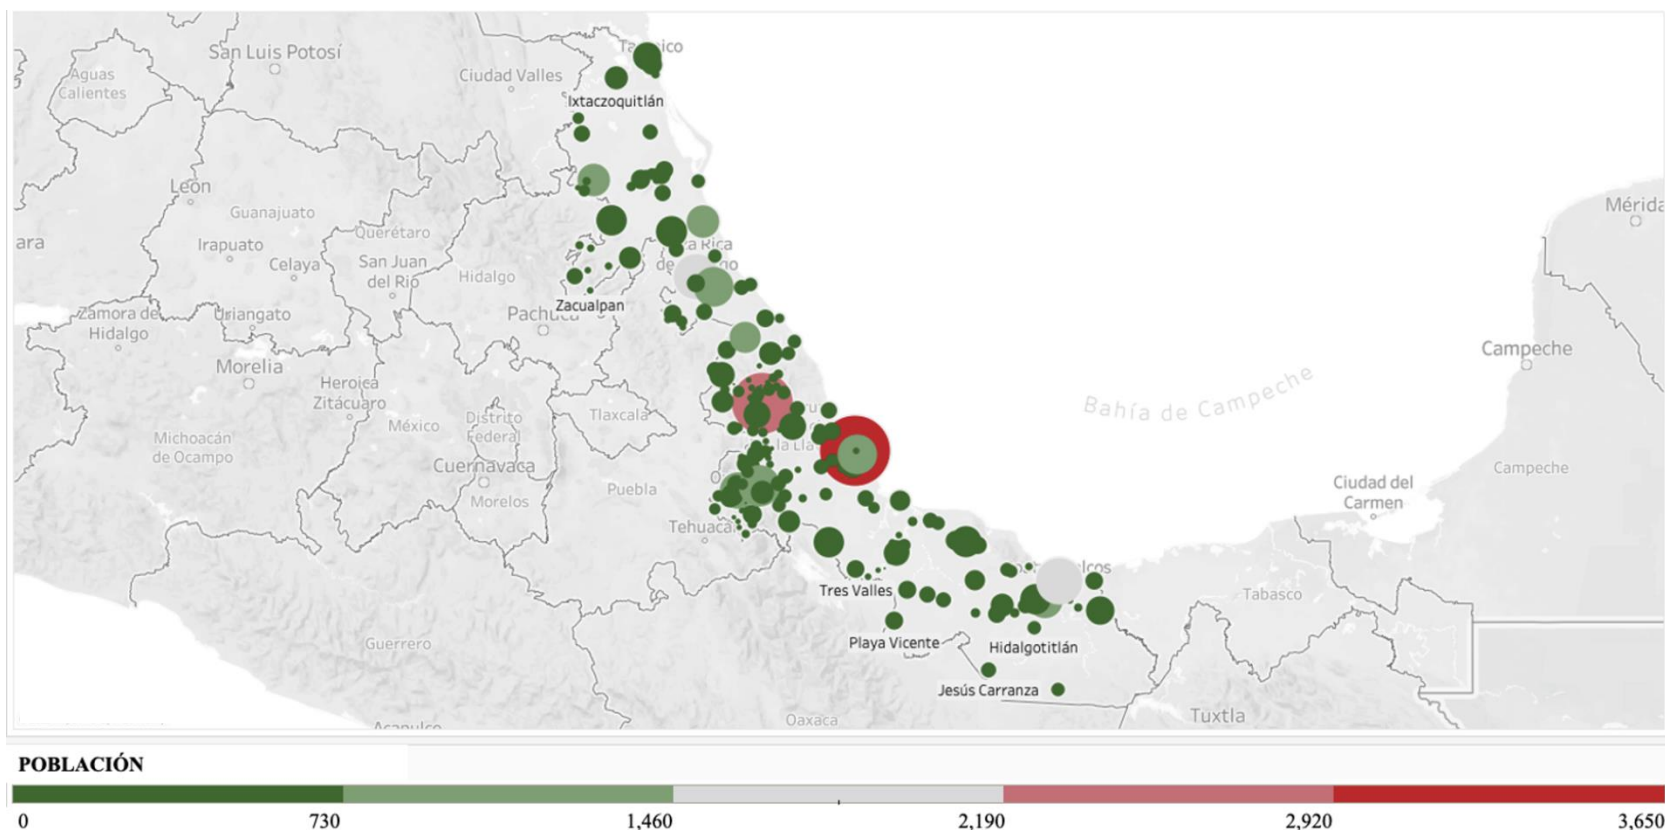 San Luis Potosí
Ciudad Valles
Aguas
Calientes
Ixtaczoquitlán
León
Guanajuato
Mérida
Irapuato
Querétaro
ara
Celaya
San Juan
del Río
Hidalgo
Zacualpan
Zamora de
Hidalgo
Uriangato
Pachuca
Morelia
Campeche
Heroica
Zitácuaro
Bahía de Campeche
Michoacán
de Ocampo
México
Distrito
Federal
Tlaxcala
Cuernavaca
Morelos
Puebla
Campeche
Ciudad del
Carmen
Tehuacá
Tres Valles
Tabasco
Playa Vicente
Hidalgotitlán
Guerrero
Jesús Carranza
Oaxaca
Tuxtla
POBLACIÓN
0 730 1,460 2,190 2,920 3,650